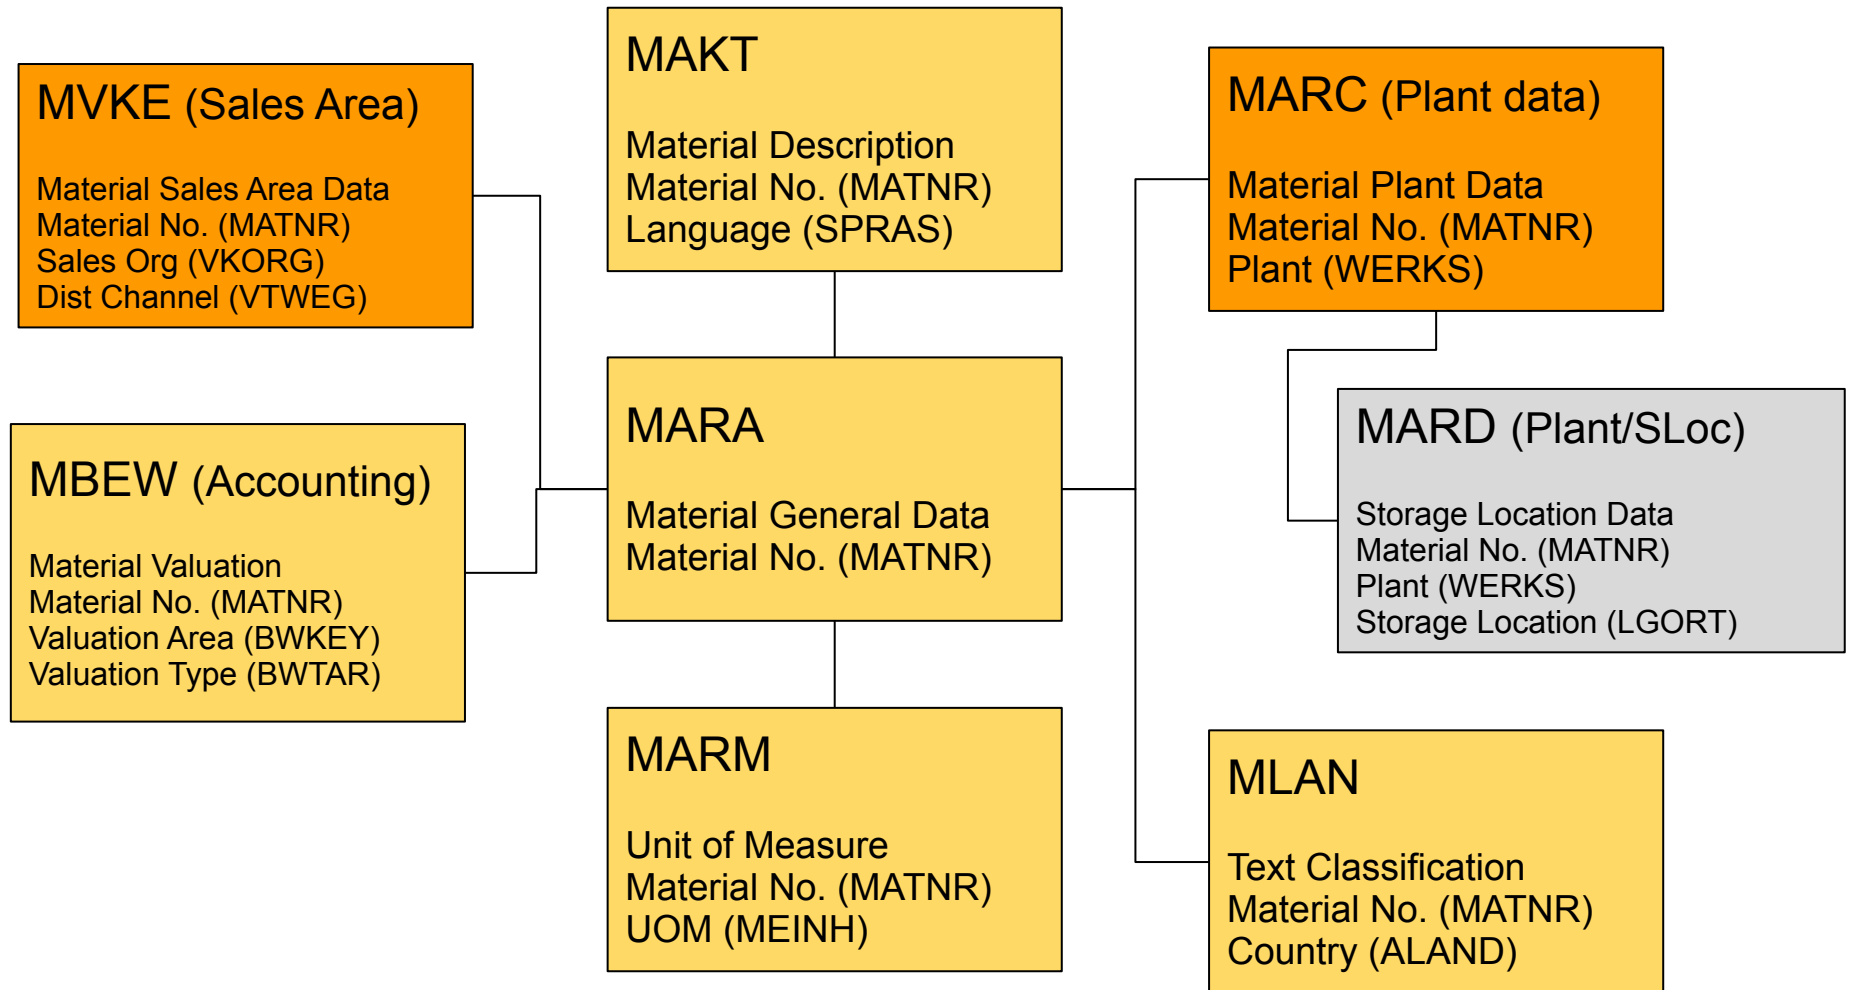 MVKE (Sales Area)
Material Sales Area Data
Material No. (MATNR)
Sales Org (VKORG)
Dist Channel (VTWEG)
MAKT
Material Description
Material No. (MATNR)
Language (SPRAS)
MARC (Plant data)
Material Plant Data
Material No. (MATNR)
Plant (WERKS)
MBEW (Accounting)
Material Valuation
Material No. (MATNR)
Valuation Area (BWKEY)
Valuation Type (BWTAR)
MARA
Material General Data
Material No. (MATNR)
MARD (Plant/SLoc)
Storage Location Data
Material No. (MATNR)
Plant (WERKS)
Storage Location (LGORT)
MARM
Unit of Measure
Material No. (MATNR)
UOM (MEINH)
MLAN
Text Classification
Material No. (MATNR)
Country (ALAND)